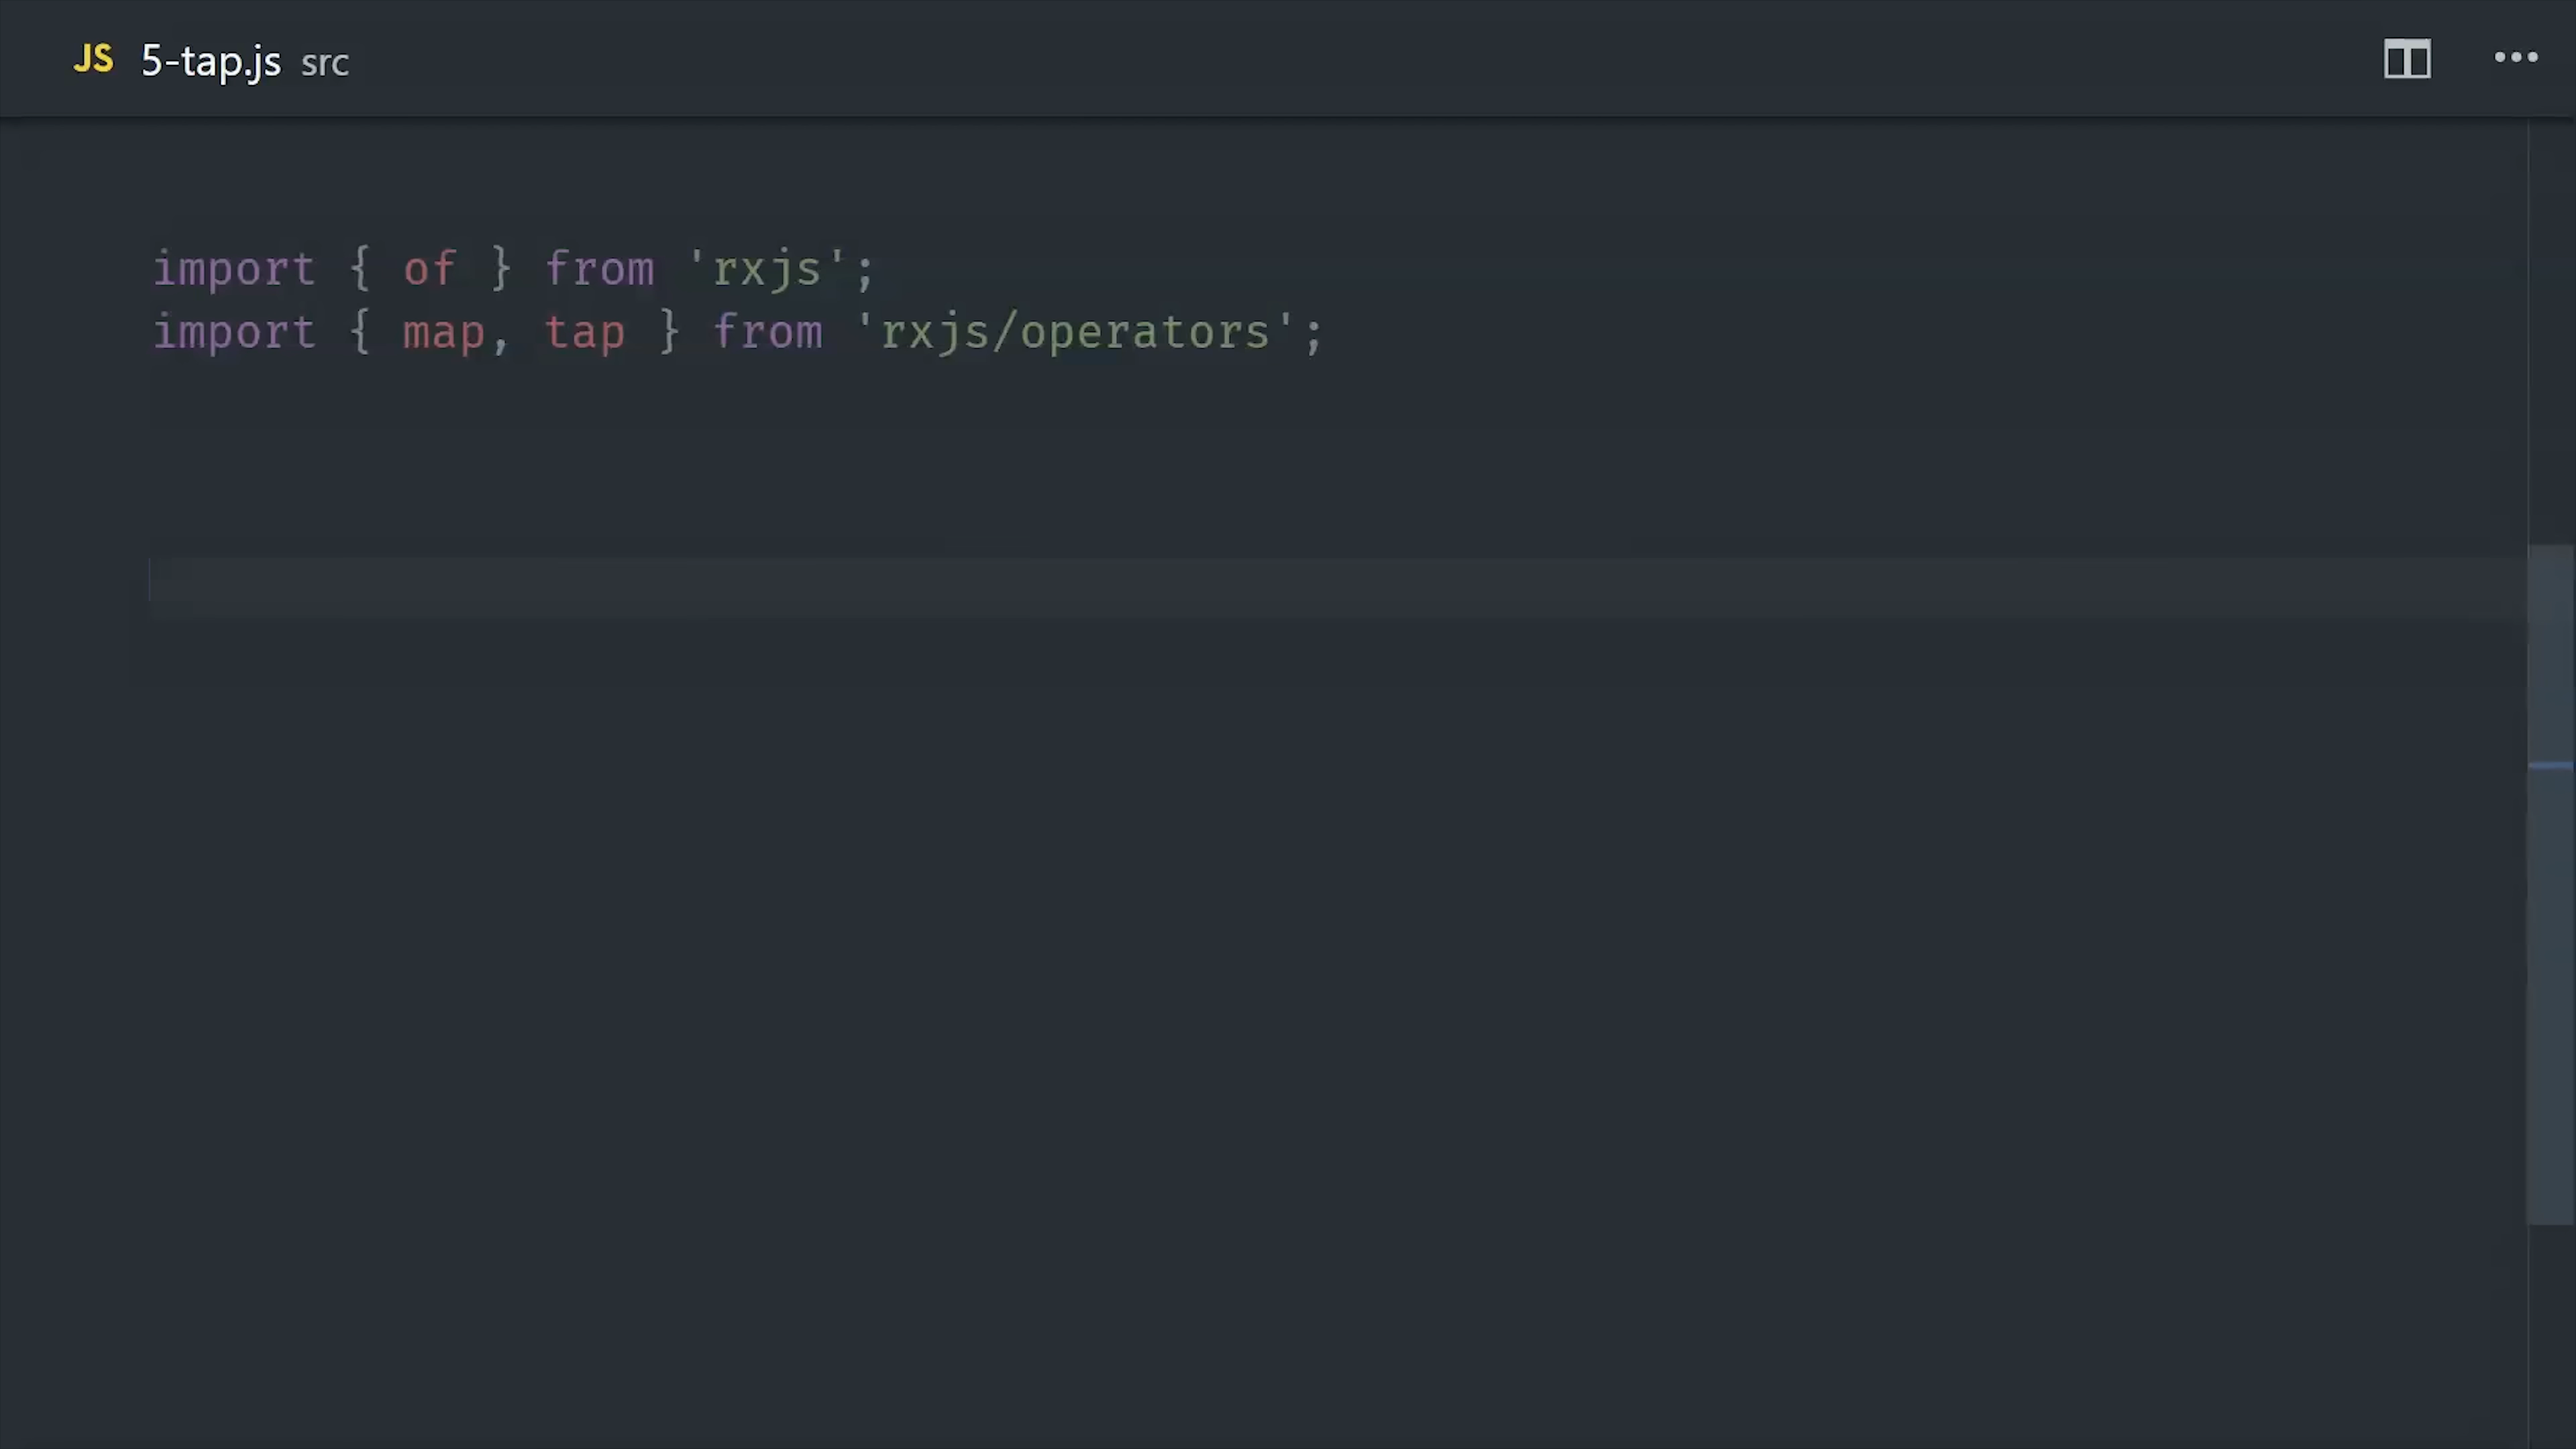 JS 5-tap.js src
import { of } from 'rxjs';
import { map, tap } from 'rxjs/operators';